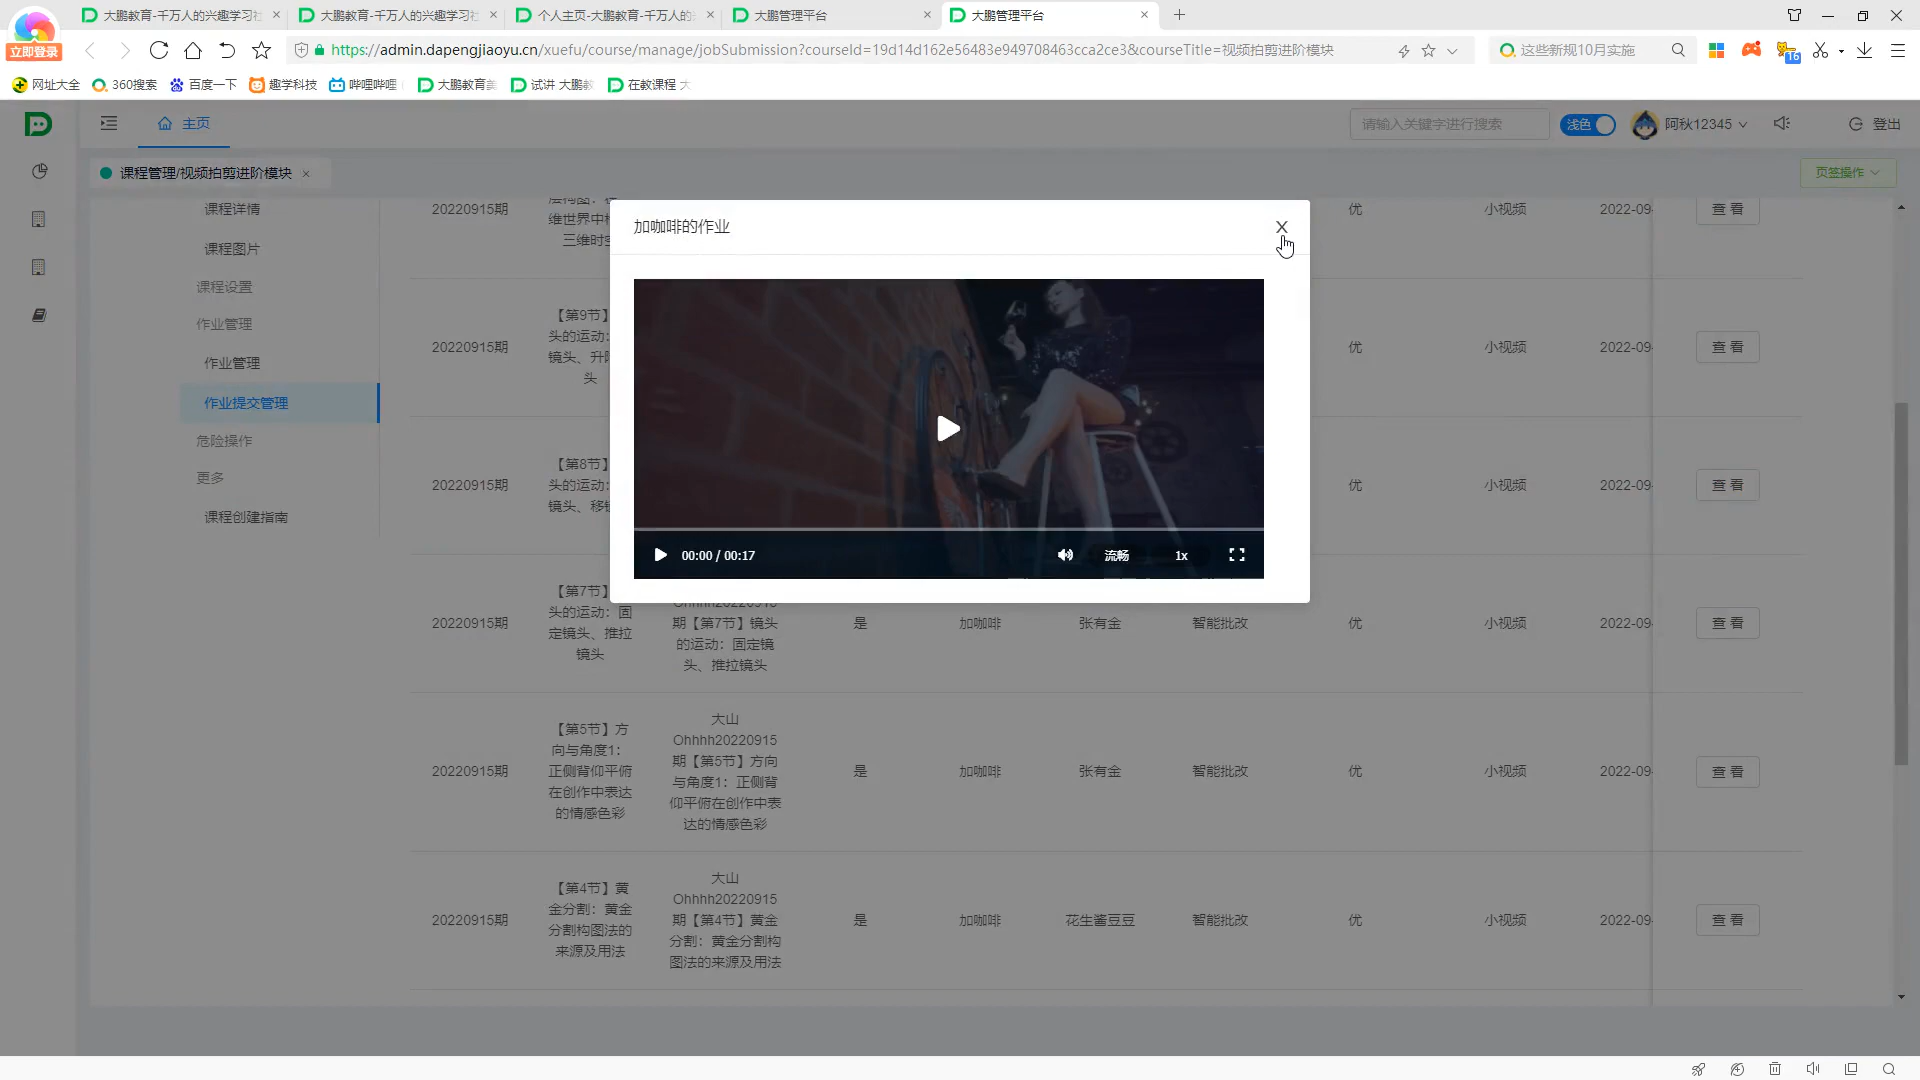 大鹏教育-千万人的兴趣学习社
大鹏教育-千万人的兴趣学习社
个人主页-大鹏教育-千万人的
大鹏管理平台
大鹏管理平台
立即登录
https://admin.dapengjiaoyu.cn/xuefu/course/manage/jobSubmission?courseId=19d14d162e56483e949708463cca2ce3&courseTitle=视频拍剪进阶模块
这些新规10月实施
16
网址大全
360搜索
百度一下
趣学科技
哔哩哔哩
大鹏教育
试讲 大鹏教
在教课程 大
主页
请输入关键字进行搜索
浅色
阿秋12345
登出
课程管理/视频拍剪进阶模块
页签操作
课程详情
课程图片
课程设置
作业管理
作业管理
作业提交管理
危险操作
更多
课程创建指南
加咖啡的作业
X
00:00 / 00:17
流畅
1x
20220915期
维世界中
三维时空
优
小视频
2022-09
查 看
20220915期
【第9节】
头的运动:
镜头、升
头
优
小视频
2022-09
查 看
20220915期
【第8节】
头的运动:
镜头、移
优
小视频
2022-09
查 看
20220915期
【第7节】
头的运动：固
定镜头、推拉
镜头
Ohhhh20220915
期【第7节】镜头
的运动：固定镜
头、推拉镜头
是
加咖啡
张有金
智能批改
优
小视频
2022-09
查 看
20220915期
【第5节】方
向与角度1：
正侧背仰平俯
在创作中表达
的情感色彩
大山
Ohhhh20220915
期【第5节】方向
与角度1：正侧背
仰平俯在创作中表
达的情感色彩
是
加咖啡
张有金
智能批改
优
小视频
2022-09
查 看
20220915期
【第4节】黄
金分割：黄金
分割构图法的
来源及用法
大山
Ohhhh20220915
期【第4节】黄金
分割：黄金分割构
图法的来源及用法
是
加咖啡
花生酱豆豆
智能批改
优
小视频
2022-09
查 看